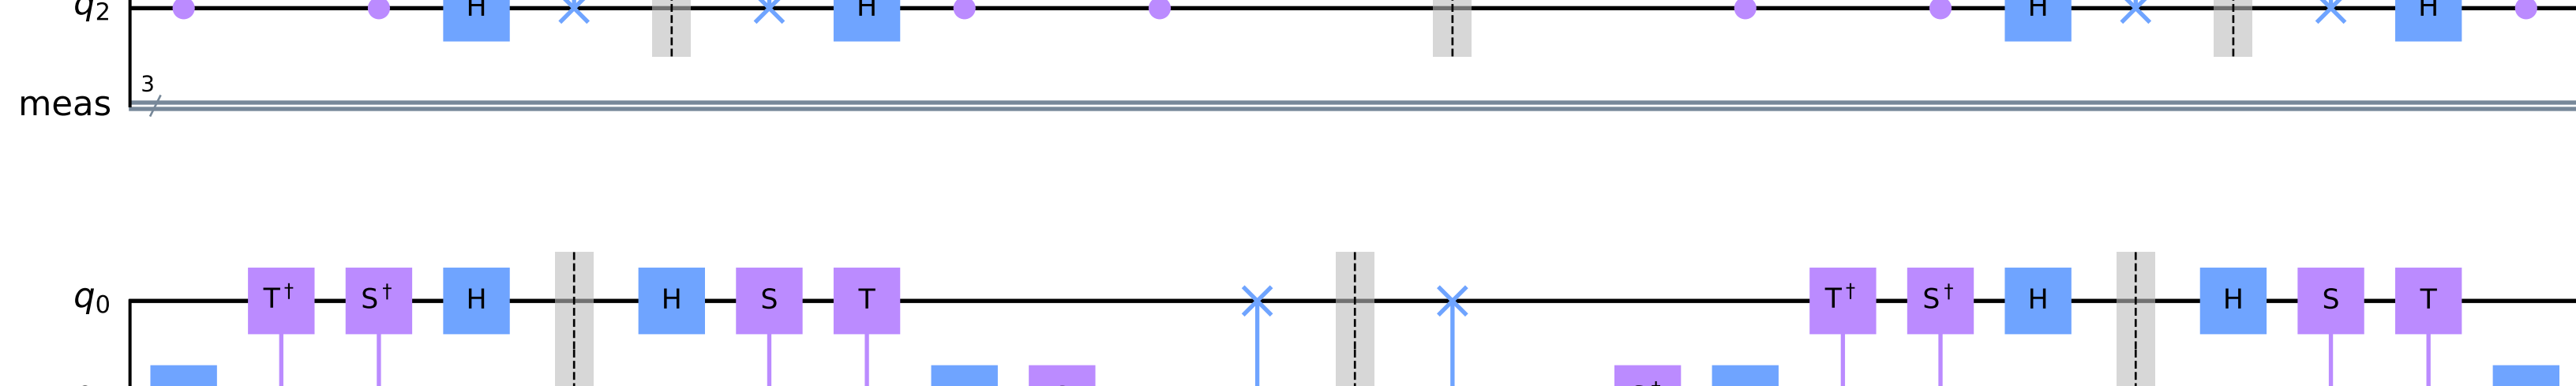 q2 H H H H
3
meas
q0 T† S† H H S T T† S† H H S T